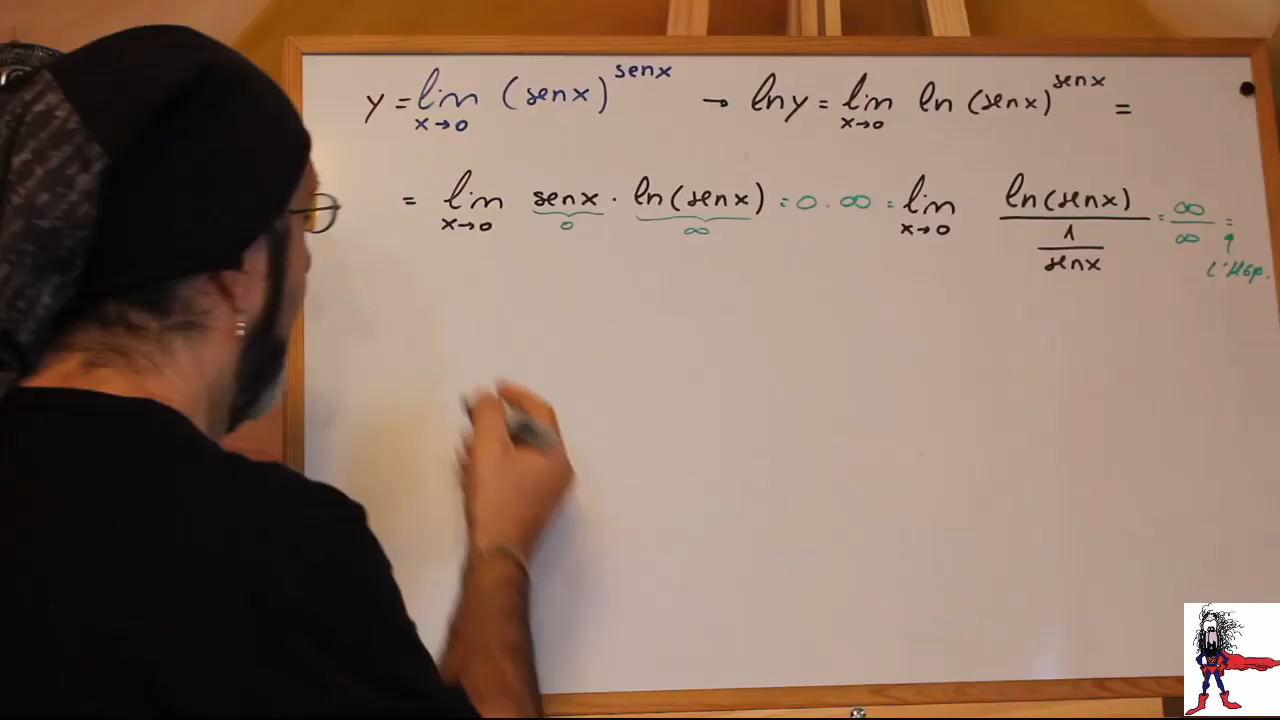 y = lim x→0 (senx)^senx → ln y = lim x→0 ln (senx)^senx =
= lim x→0 senx · ln(senx) = 0 · ∞ = lim x→0 ln(senx) / (1/senx) = ∞/∞ =
0 ∞
L'Hôp.